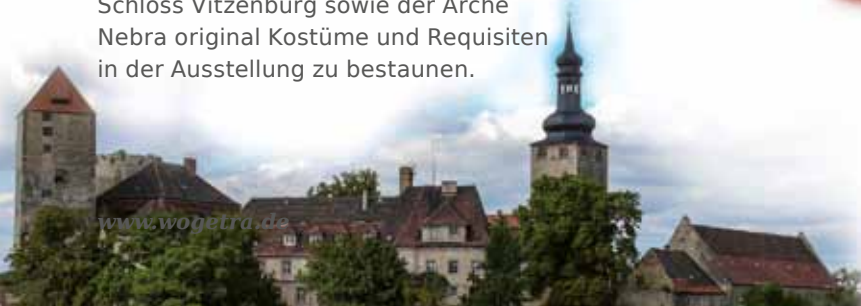 Schloss Vitzenburg sowie der Arche
Nebra original Kostüme und Requisiten
in der Ausstellung zu bestaunen.
www.wogetra.de